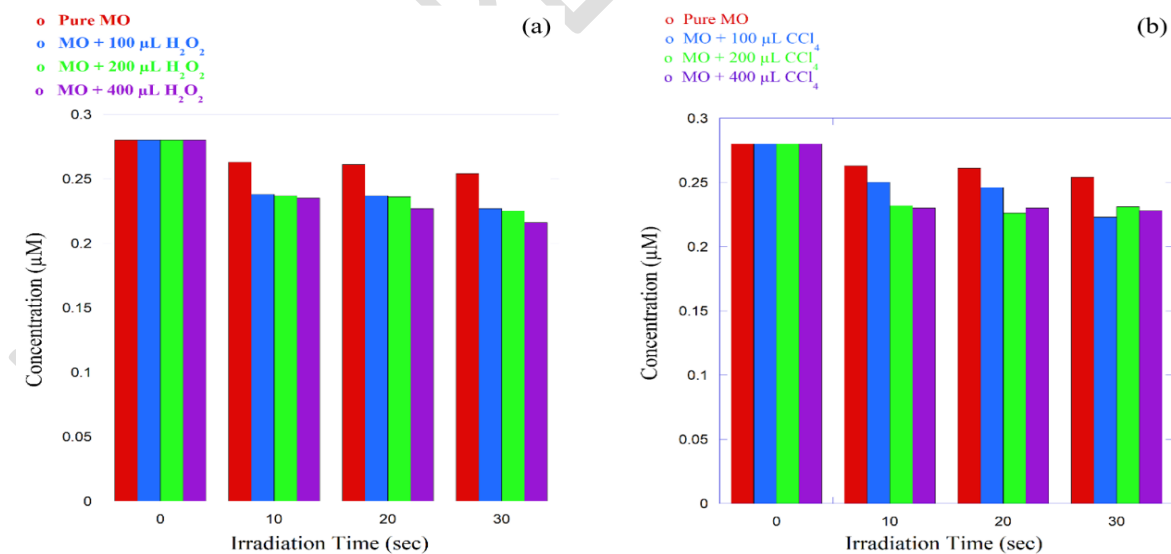 o Pure MO
o MO + 100 µL H₂O₂
o MO + 200 µL H₂O₂
o MO + 400 µL H₂O₂
(a)
0.3
0.25
0.2
0.15
0.1
0.05
0
Concentration (µM)
0 10 20 30
Irradiation Time (sec)
o Pure MO
o MO + 100 µL CCl₄
o MO + 200 µL CCl₄
o MO + 400 µL CCl₄
(b)
0.3
0.25
0.2
0.15
0.1
0.05
0
Concentration (µM)
0 10 20 30
Irradiation Time (sec)